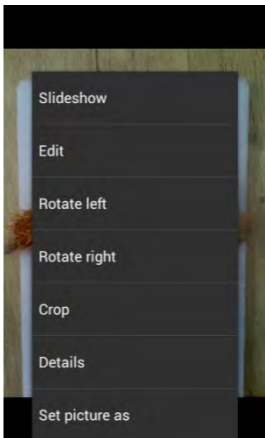 Slideshow
Edit
Rotate left
Rotate right
Crop
Details
Set picture as